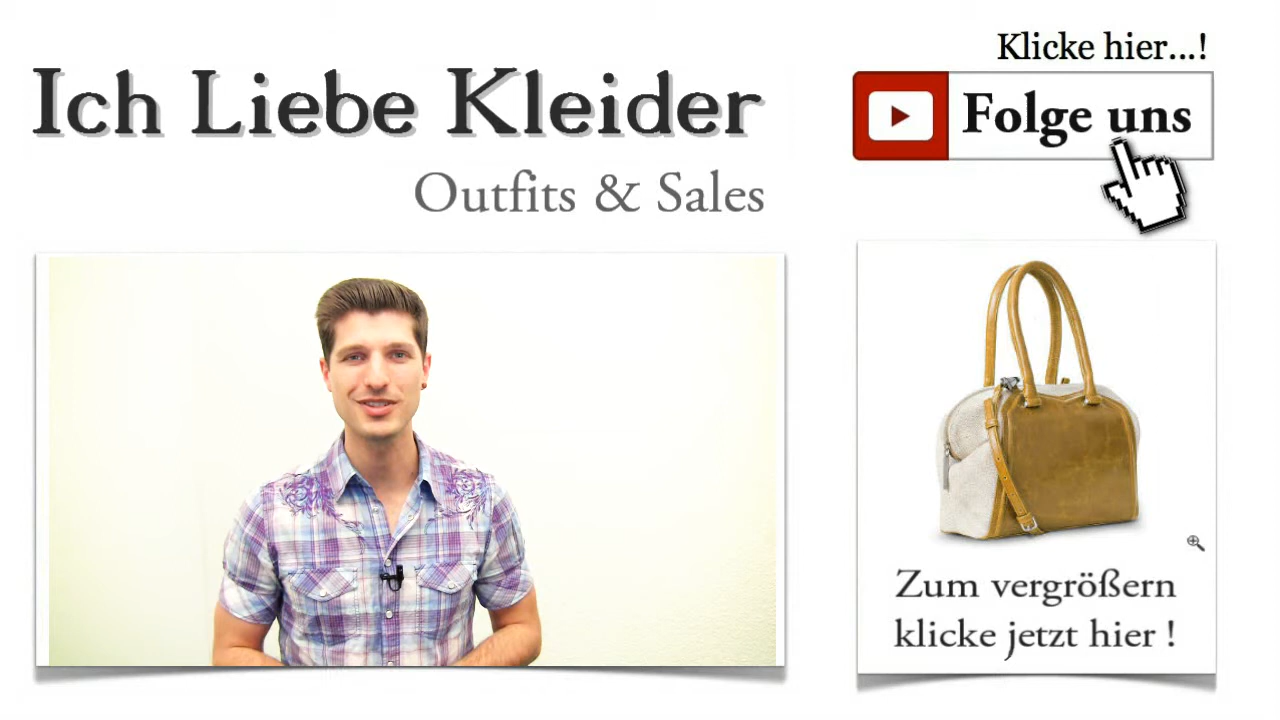 Ich Liebe Kleider
Outfits & Sales
Klicke hier...!
Folge uns
Zum vergrößern
klicke jetzt hier !